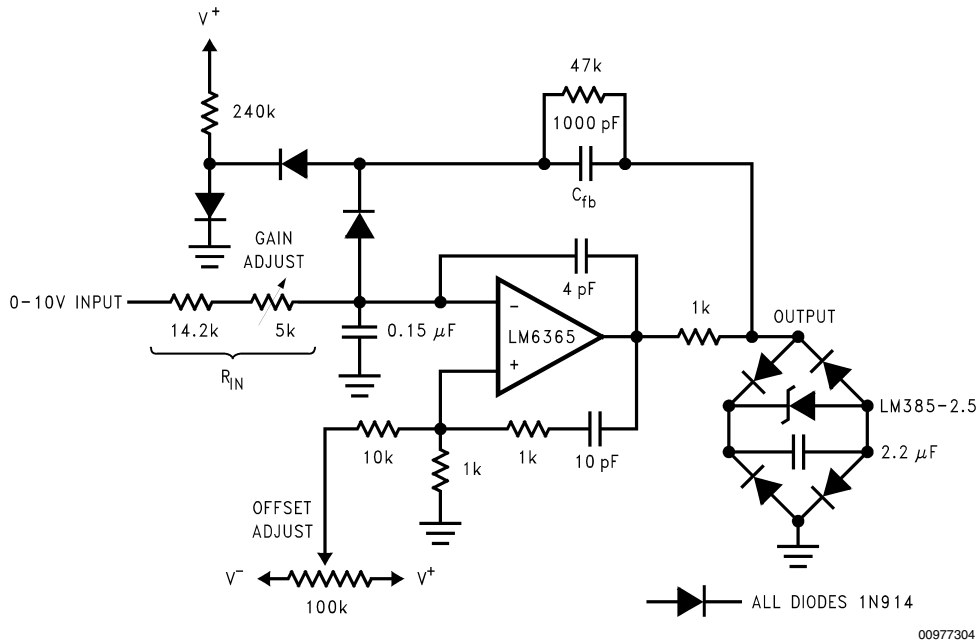 V+
47k
240k
1000 pF
Cfb
GAIN
ADJUST
4 pF
0-10V INPUT
14.2k
5k
0.15 µF
LM6365
−
+
1k
OUTPUT
RIN
LM385-2.5
10k
1k
1k
10 pF
2.2 µF
OFFSET
ADJUST
V−
V+
100k
ALL DIODES 1N914
00977304